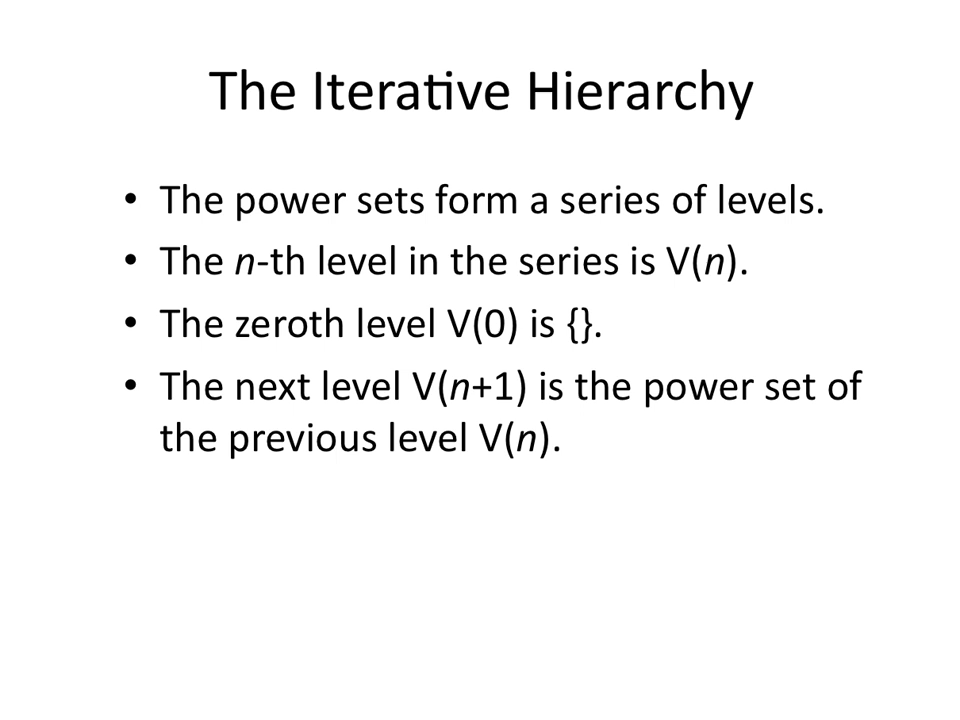 The Iterative Hierarchy
• The power sets form a series of levels.
• The n-th level in the series is V(n).
• The zeroth level V(0) is {}.
• The next level V(n+1) is the power set of
the previous level V(n).